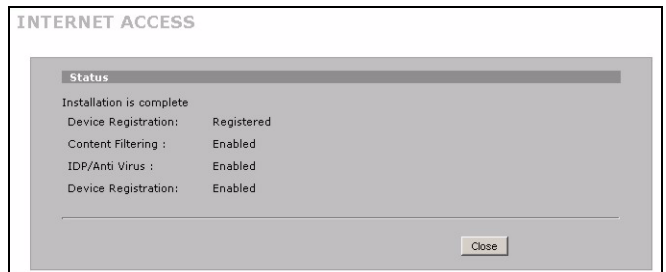 INTERNET ACCESS
Status
Installation is complete
Device Registration: Registered
Content Filtering : Enabled
IDP/Anti Virus : Enabled
Device Registration: Enabled
Close